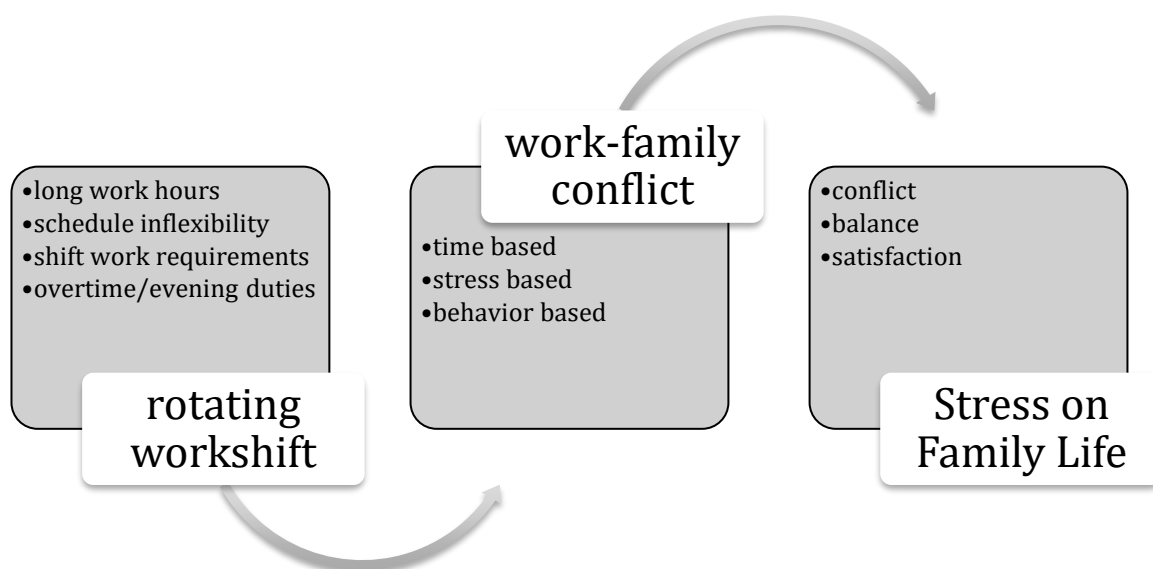 •long work hours
•schedule inflexibility
•shift work requirements
•overtime/evening duties
rotating
workshift
work-family
conflict
•time based
•stress based
•behavior based
•conflict
•balance
•satisfaction
Stress on
Family Life